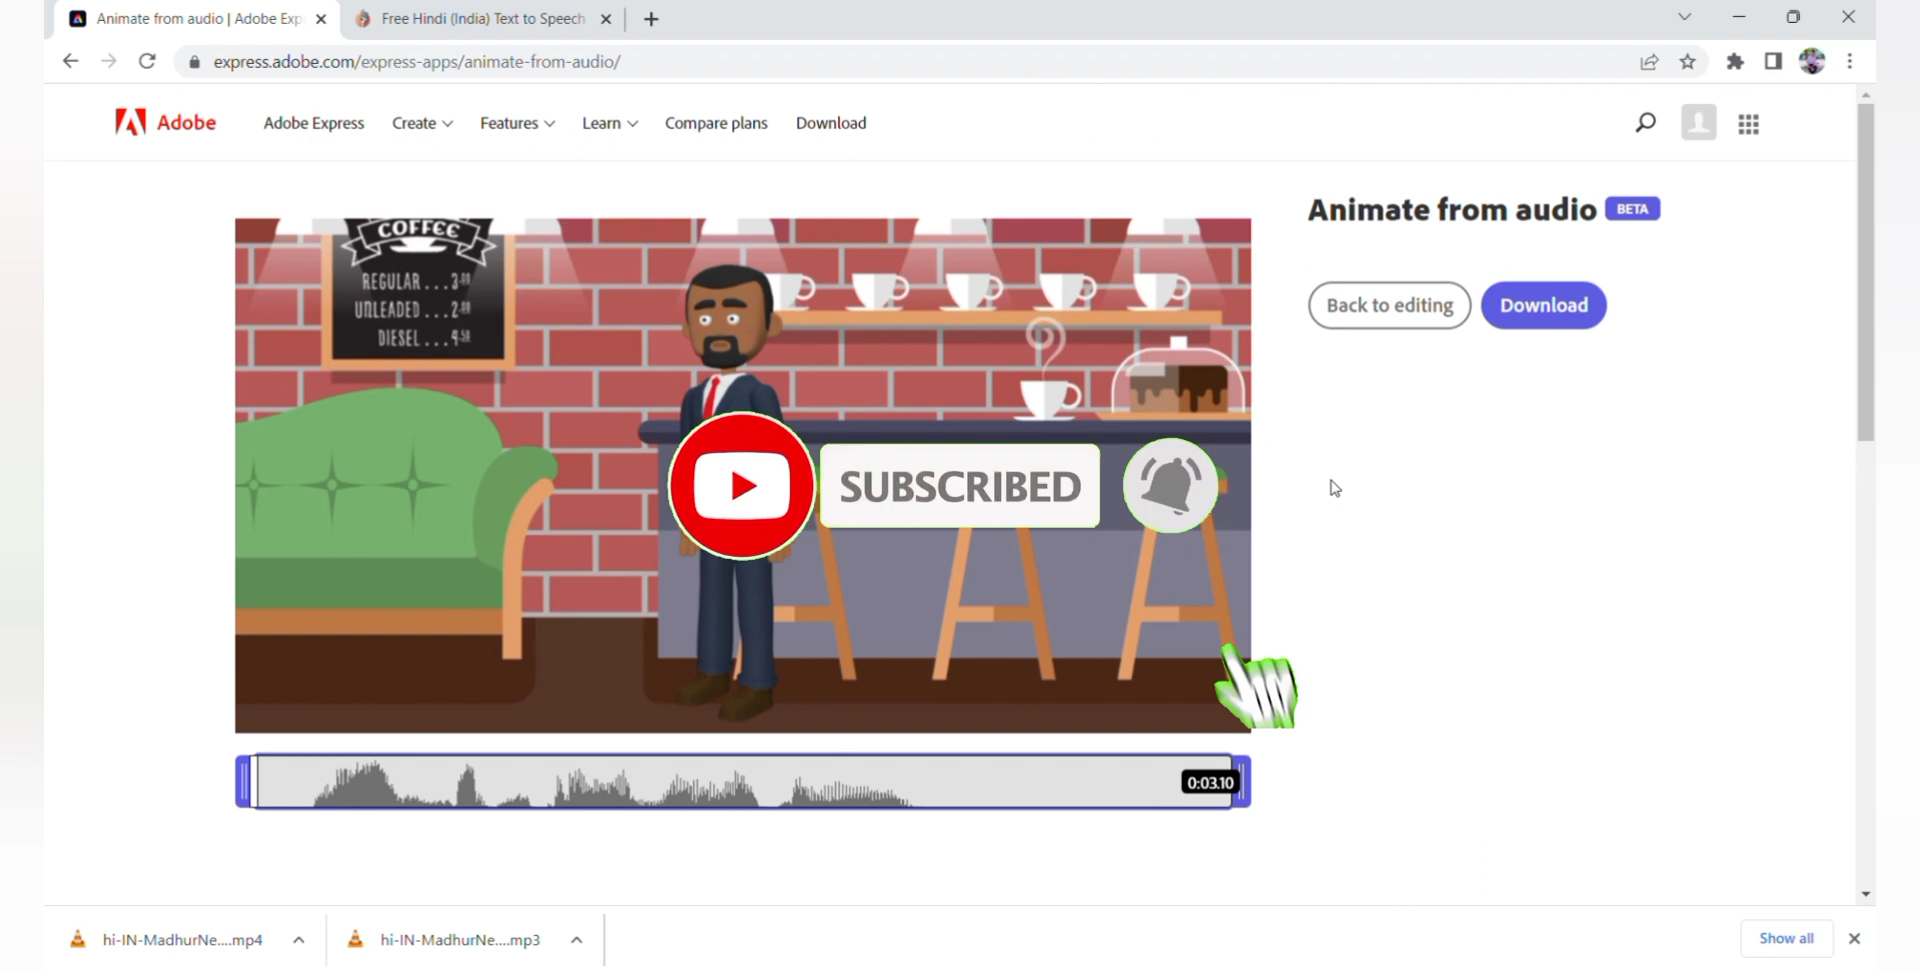 Animate from audio | Adobe Exp
Free Hindi (India) Text to Speech
express.adobe.com/express-apps/animate-from-audio/
Adobe
Adobe Express
Create
Features
Learn
Compare plans
Download
Animate from audio
BETA
Back to editing
Download
COFFEE
REGULAR...3.00
UNLEADED...2.00
DIESEL...4.50
SUBSCRIBED
0:03.10
hi-IN-MadhurNe....mp4
hi-IN-MadhurNe....mp3
Show all